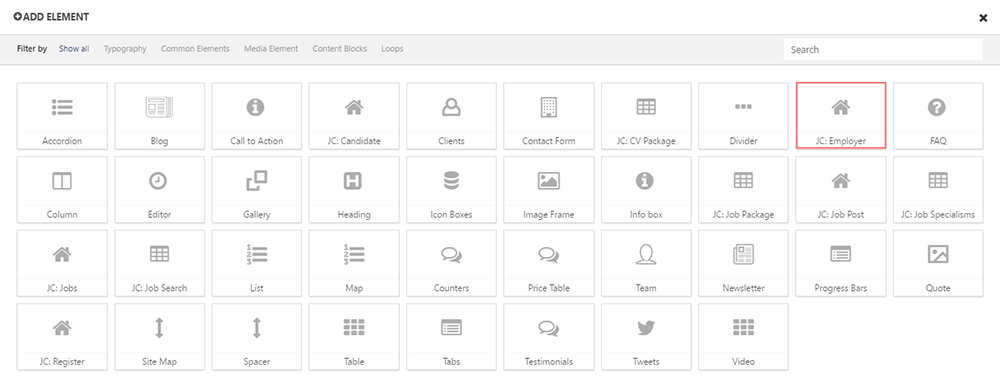 ADD ELEMENT
Filter by Show all Typography Common Elements Media Element Content Blocks Loops Search
Accordion Blog Call to Action JC: Candidate Clients Contact Form JC: CV Package Divider JC: Employer FAQ
Column Editor Gallery Heading Icon Boxes Image Frame Info box JC: Job Package JC: Job Post JC: Job Specialisms
JC: Jobs JC: Job Search List Map Counters Price Table Team Newsletter Progress Bars Quote
JC: Register Site Map Spacer Table Tabs Testimonials Tweets Video